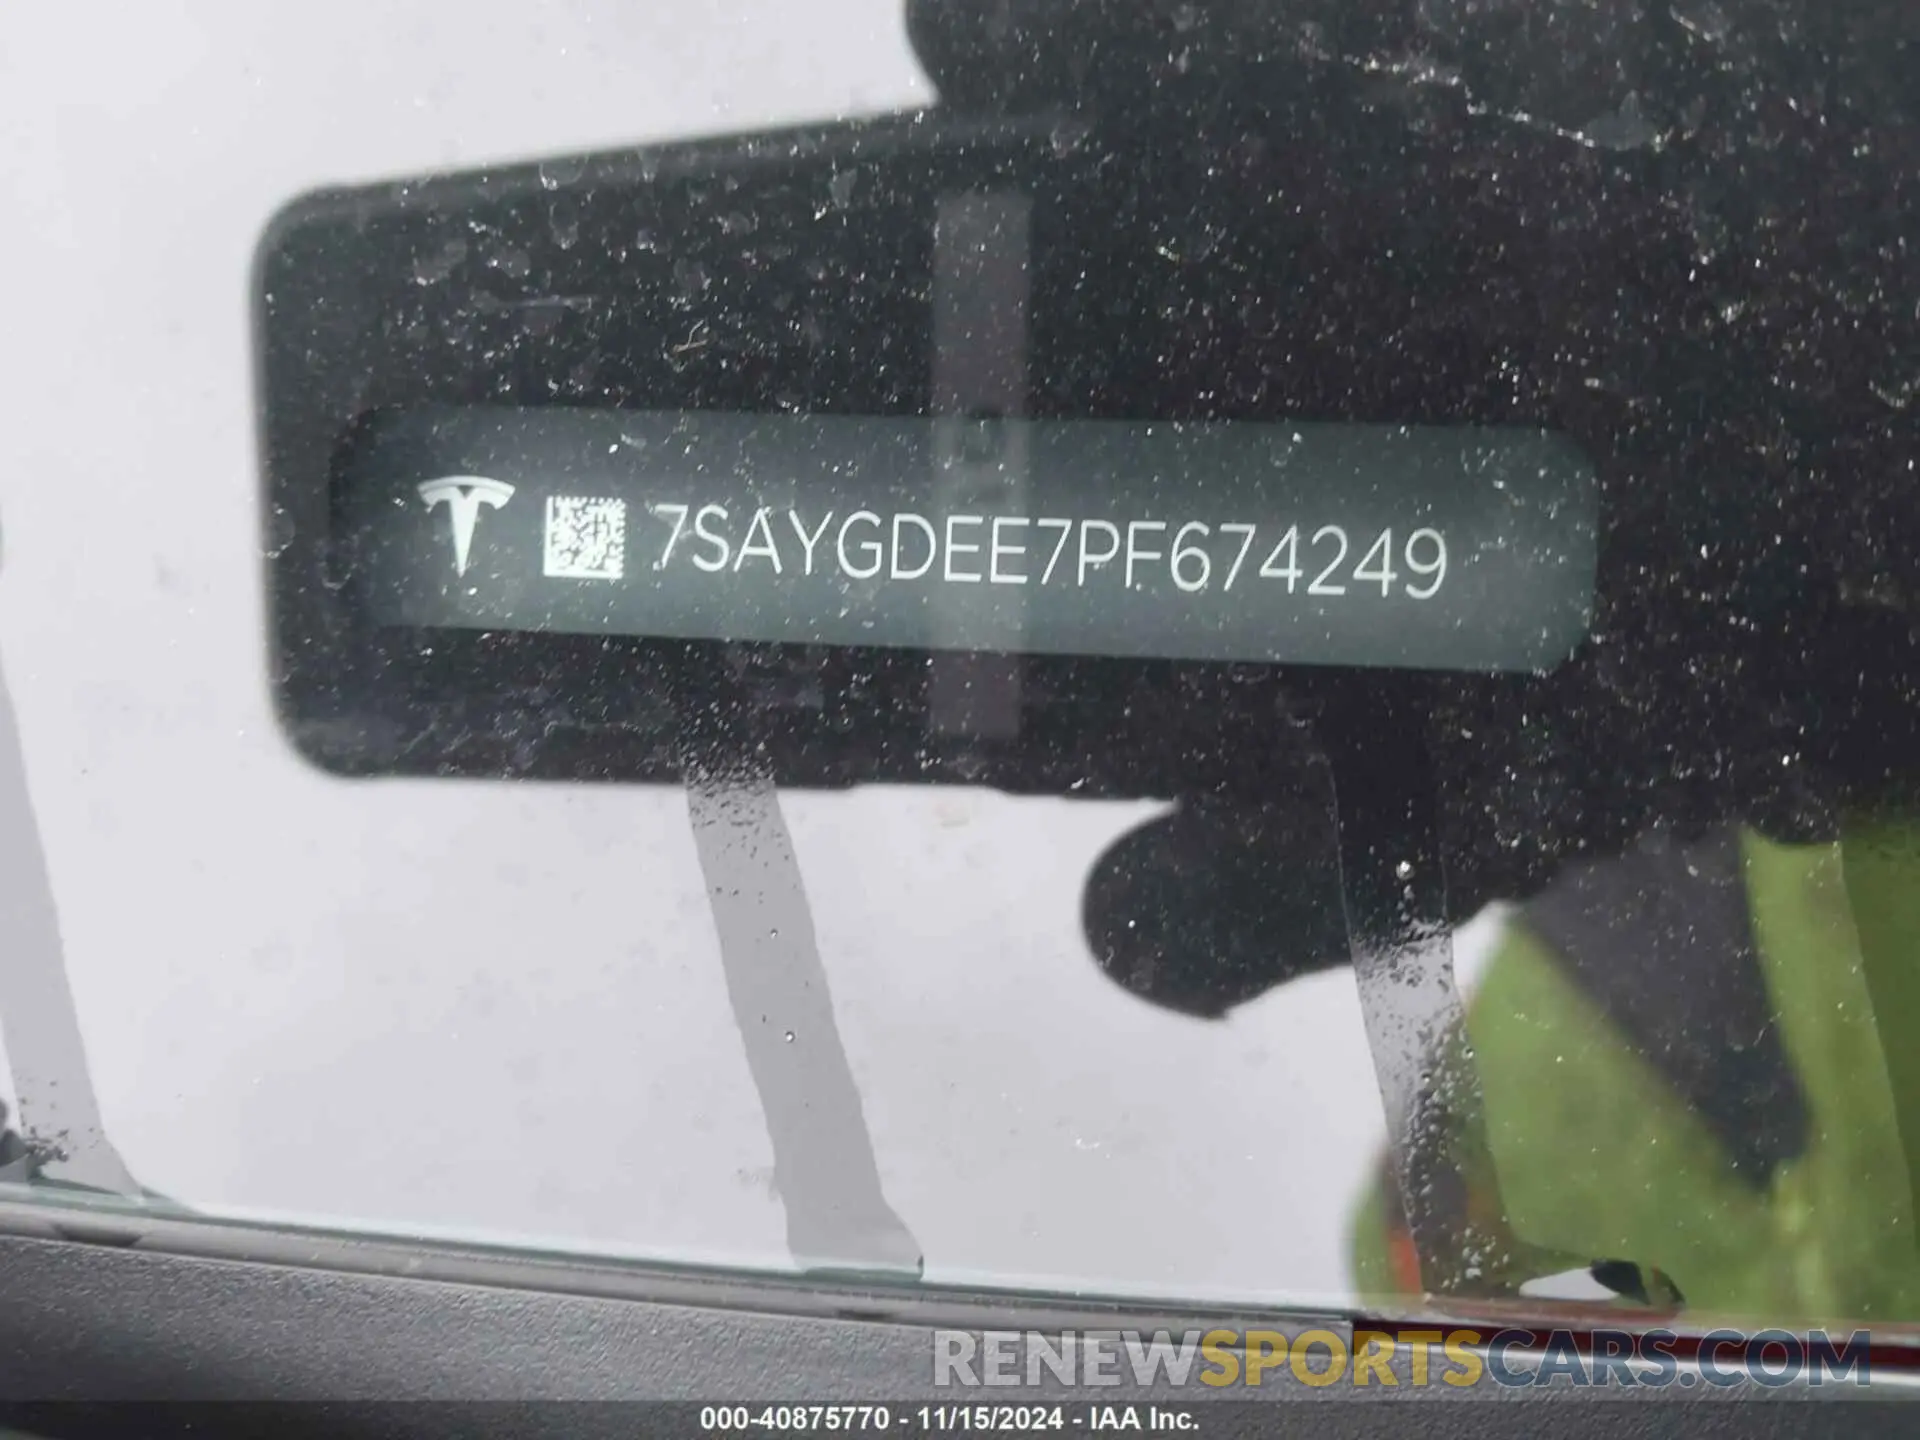 7SAYGDEE7PF674249
RENEWSPORTSCARS.COM
000-40875770 - 11/15/2024 - IAA Inc.